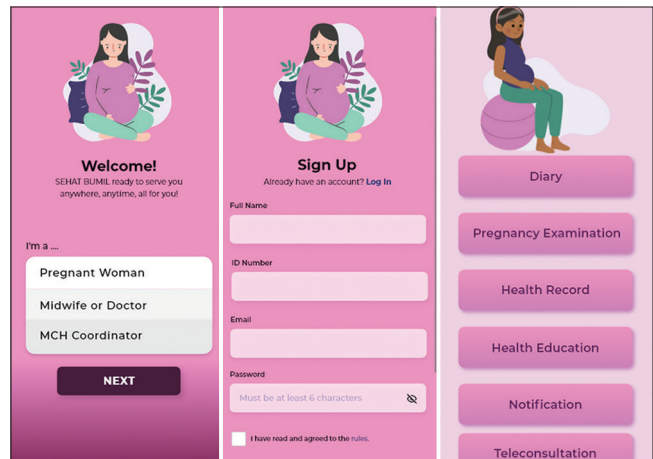 Welcome!
SEHAT BUMIL ready to serve you
anywhere, anytime, all for you!
I'm a ....
Pregnant Woman
Midwife or Doctor
MCH Coordinator
NEXT
Sign Up
Already have an account? Log In
Full Name
ID Number
Email
Password
Must be at least 6 characters
I have read and agreed to the rules.
Diary
Pregnancy Examination
Health Record
Health Education
Notification
Teleconsultation